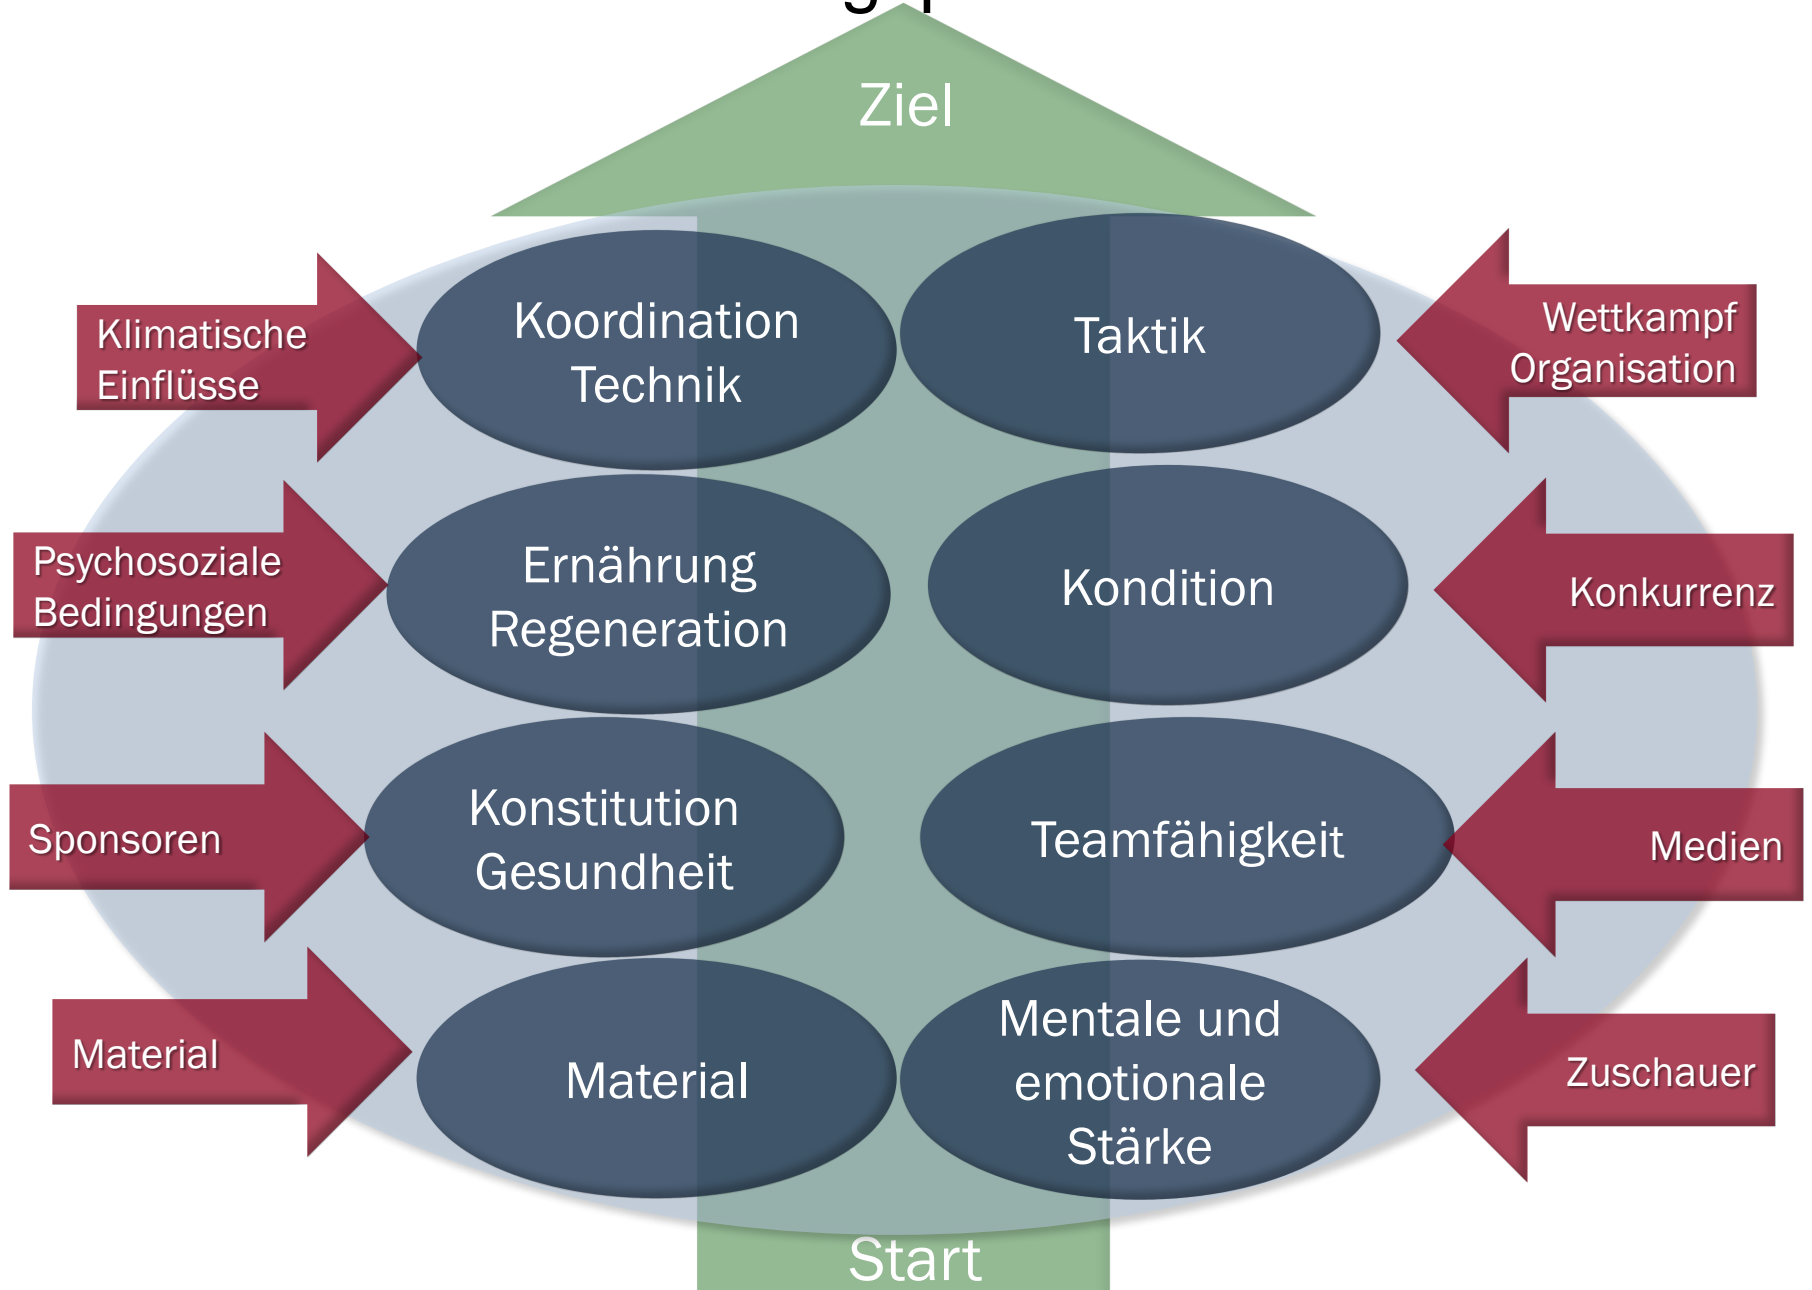 Ziel
Klimatische
Einflüsse
Koordination
Technik
Taktik
Wettkampf
Organisation
Psychosoziale
Bedingungen
Ernährung
Regeneration
Kondition
Konkurrenz
Sponsoren
Konstitution
Gesundheit
Teamfähigkeit
Medien
Material
Material
Mentale und
emotionale
Stärke
Zuschauer
Start